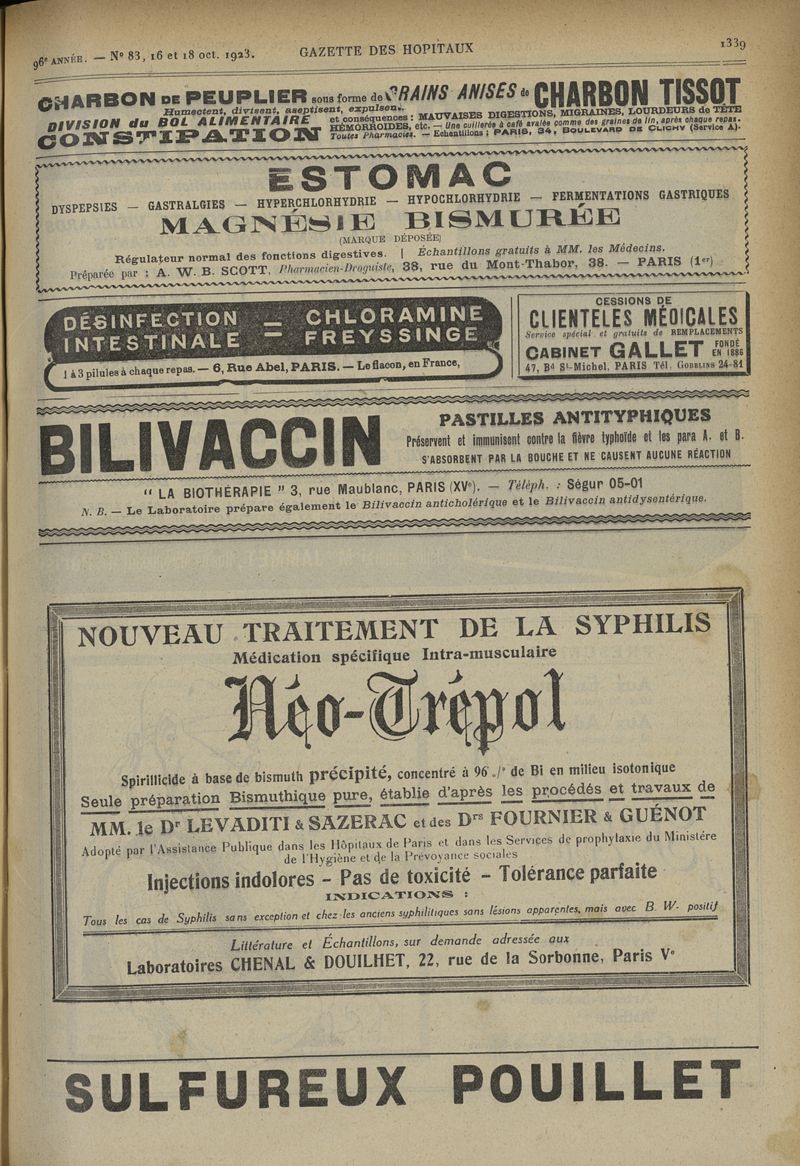 96e ANNÉE. — N° 83, 16 et 18 oct. 1923.
GAZETTE DES HOPITAUX
1339
CHARBON DE PEUPLIER sous forme de GRAINS ANISÉS de CHARBON TISSOT
Humectent, divisent, aseptisent, expulsent.
DIVISION du BOL ALIMENTAIRE et conséquences : MAUVAISES DIGESTIONS, MIGRAINES, LOURDEURS de TÊTE
CONSTIPATION HÉMORROIDES, etc. — Une cuillerée à café avalée comme des graines de lin, après chaque repas.
Toutes Pharmacies. — Echantillons : PARIS, 34, BOULEVARD DE CLICHY (Service A).
ESTOMAC
DYSPEPSIES — GASTRALGIES — HYPERCHLORHYDRIE — HYPOCHLORHYDRIE — FERMENTATIONS GASTRIQUES
MAGNÉSIE BISMURÉE
(MARQUE DÉPOSÉE)
Régulateur normal des fonctions digestives. | Échantillons gratuits à MM. les Médecins.
Préparée par : A. W. B. SCOTT, Pharmacien-Droguiste, 38, rue du Mont-Thabor, 38. — PARIS (1er)
DÉSINFECTION = CHLORAMINE
INTESTINALE FREYSSINGE
1 à 3 pilules à chaque repas. — 6, Rue Abel, PARIS. — Le flacon, en France,
CESSIONS DE
CLIENTELES MÉDICALES
Service spécial et gratuits de REMPLACEMENTS
CABINET GALLET FONDÉ EN 1886
47, Bd St-Michel, PARIS Tél. GOBELINS 24-81
BILIVACCIN
PASTILLES ANTITYPHIQUES
Préservent et immunisent contre la fièvre typhoïde et les para A. et B.
S'ABSORBENT PAR LA BOUCHE ET NE CAUSENT AUCUNE RÉACTION
" LA BIOTHÉRAPIE " 3, rue Maublanc, PARIS (XVe). — Téléph. : Ségur 05-01
N. B. — Le Laboratoire prépare également le Bilivaccin anticholérique et le Bilivaccin antidysentérique.
NOUVEAU TRAITEMENT DE LA SYPHILIS
Médication spécifique Intra-musculaire
Néo-Trépol
Spirillicide à base de bismuth précipité, concentré à 96 °/° de Bi en milieu isotonique
Seule préparation Bismuthique pure, établie d'après les procédés et travaux de
MM. le Dr LEVADITI & SAZERAC et des Drs FOURNIER & GUÉNOT
Adopté par l'Assistance Publique dans les Hôpitaux de Paris et dans les Services de prophylaxie du Ministère
de l'Hygiène et de la Prévoyance sociales
Injections indolores - Pas de toxicité - Tolérance parfaite
INDICATIONS :
Tous les cas de Syphilis sans exception et chez les anciens syphilitiques sans lésions apparentes, mais avec B. W. positif
Littérature et Échantillons, sur demande adressée aux
Laboratoires CHENAL & DOUILHET, 22, rue de la Sorbonne, Paris Ve
SULFUREUX POUILLET